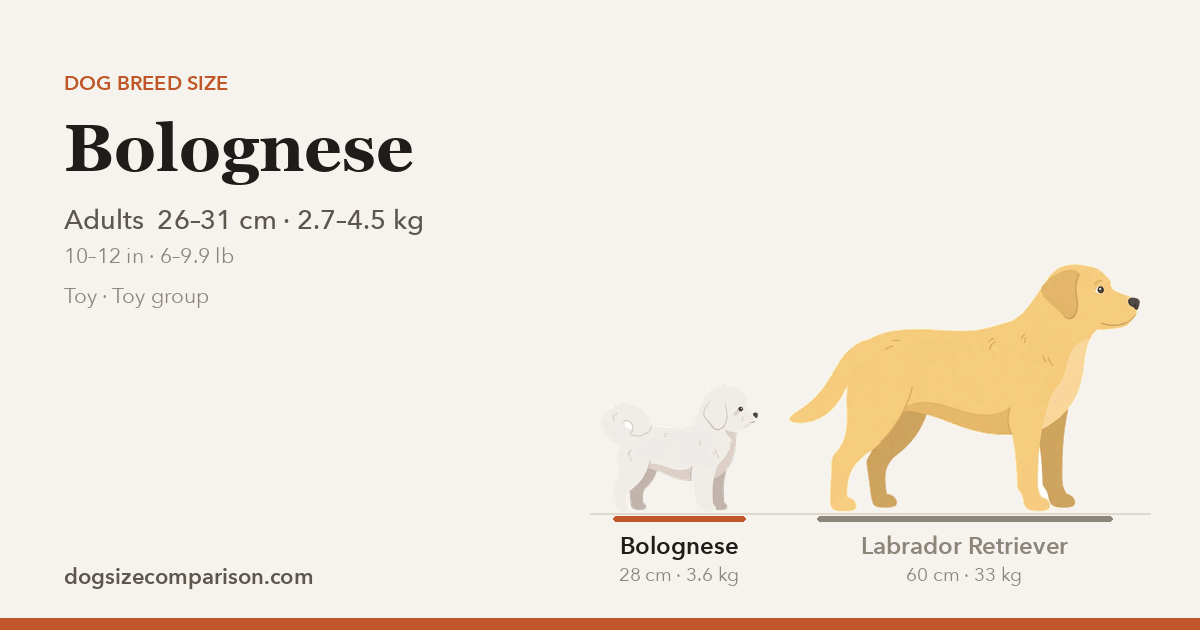 DOG BREED SIZE
Bolognese
Adults 26–31 cm · 2.7–4.5 kg
10–12 in · 6–9.9 lb
Toy · Toy group
Bolognese
28 cm · 3.6 kg
Labrador Retriever
60 cm · 33 kg
dogsizecomparison.com